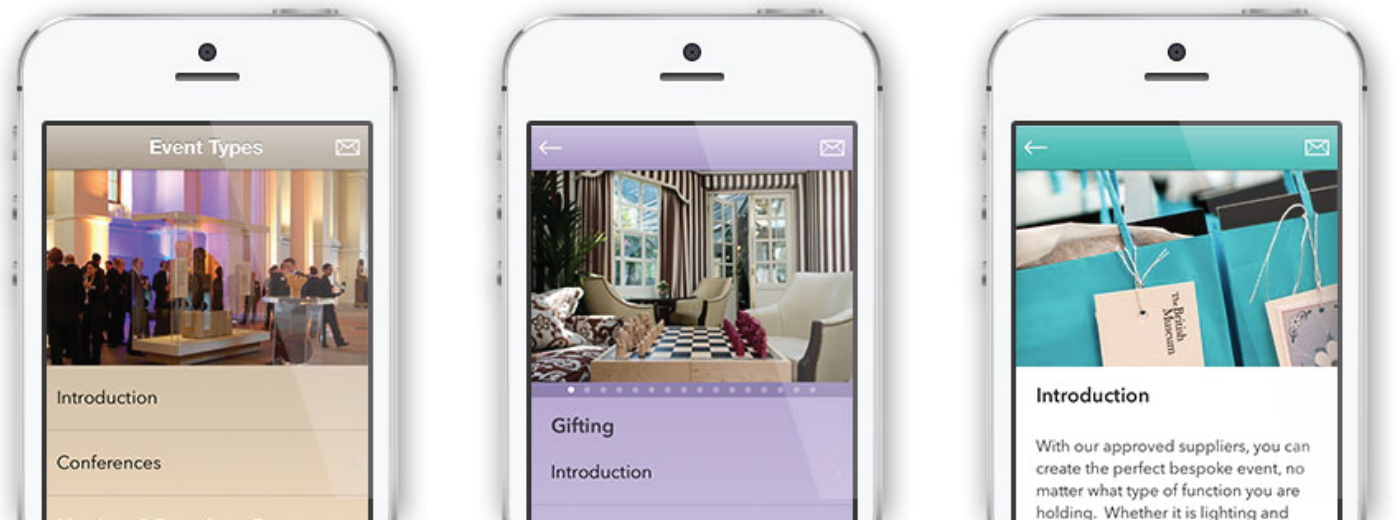 Event Types
Introduction
Conferences
Gifting
Introduction
The British
Museum
Introduction
With our approved suppliers, you can
create the perfect bespoke event, no
matter what type of function you are
holding. Whether it is lighting and